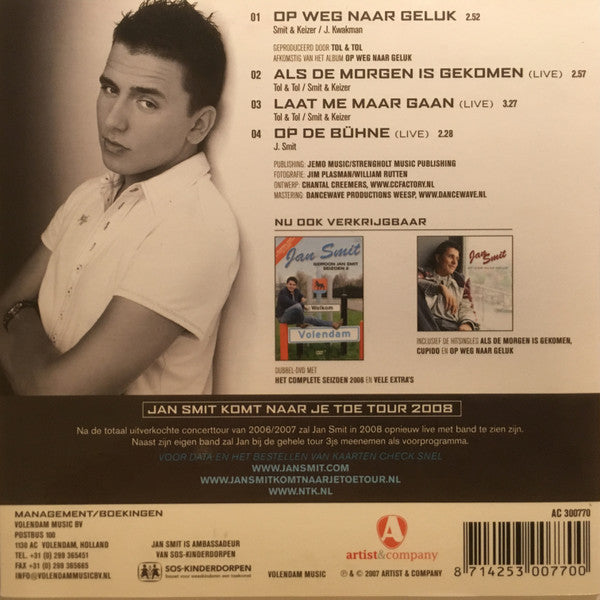 01 OP WEG NAAR GELUK 2.52
Smit & Keizer / J. Kwakman
GEPRODUCEERD DOOR TOL & TOL
AFKOMSTIG VAN HET ALBUM OP WEG NAAR GELUK
02 ALS DE MORGEN IS GEKOMEN (LIVE) 2.57
Tol & Tol / Smit & Keizer
03 LAAT ME MAAR GAAN (LIVE) 3.27
Tol & Tol / Smit & Keizer
04 OP DE BÜHNE (LIVE) 2.28
J. Smit
PUBLISHING: JEMO MUSIC/STRENGHOLT MUSIC PUBLISHING
FOTOGRAFIE: JIM PLASMAN/WILLIAM RUTTEN
ONTWERP: CHANTAL CREEMERS, WWW.CCFACTORY.NL
MASTERING: DANCEWAVE PRODUCTIONS WEESP, WWW.DANCEWAVE.NL
NU OOK VERKRIJGBAAR
Jan Smit
GEWOON JAN SMIT
SEIZOEN 2
Welkom
Volendam
Jan
Smit
DUBBEL-DVD MET
HET COMPLETE SEIZOEN 2006 EN VELE EXTRA'S
INCLUSIEF DE HITSINGLES ALS DE MORGEN IS GEKOMEN,
CUPIDO EN OP WEG NAAR GELUK
JAN SMIT KOMT NAAR JE TOE TOUR 2008
Na de totaal uitverkochte concerttour van 2006/2007 zal Jan Smit in 2008 opnieuw live met band te zien zijn.
Naast zijn eigen band zal Jan bij de gehele tour 3js meenemen als voorprogramma.
VOOR DATA EN HET BESTELLEN VAN KAARTEN CHECK SNEL
WWW.JANSMIT.COM
WWW.JANSMITKOMTNAARJETOETOUR.NL
WWW.NTK.NL
MANAGEMENT/BOEKINGEN
VOLENDAM MUSIC BV
POSTBUS 100
1130 AC VOLENDAM, HOLLAND
TEL. +31 (0) 299 365451
FAX +31 (0) 299 365665
INFO@VOLENDAMMUSICBV.NL
JAN SMIT IS AMBASSADEUR
VAN SOS-KINDERDORPEN
SOS-KINDERDORPEN
VOLENDAM MUSIC
A
artist&company
℗ & © 2007 ARTIST & COMPANY
AC 300770
8 714253 007700